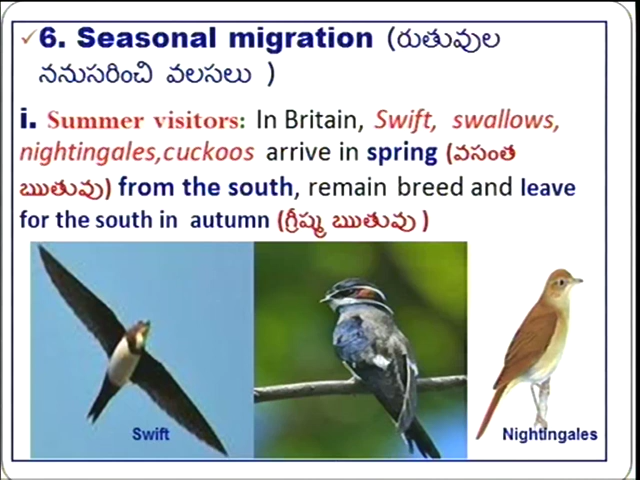 ✓6. Seasonal migration (రుతువుల
ననుసరించి వలసలు )
i. Summer visitors: In Britain, Swift, swallows,
nightingales,cuckoos arrive in spring (వసంత
ఋతువు) from the south, remain breed and leave
for the south in autumn (గ్రీష్మ ఋతువు )
Swift
Nightingales